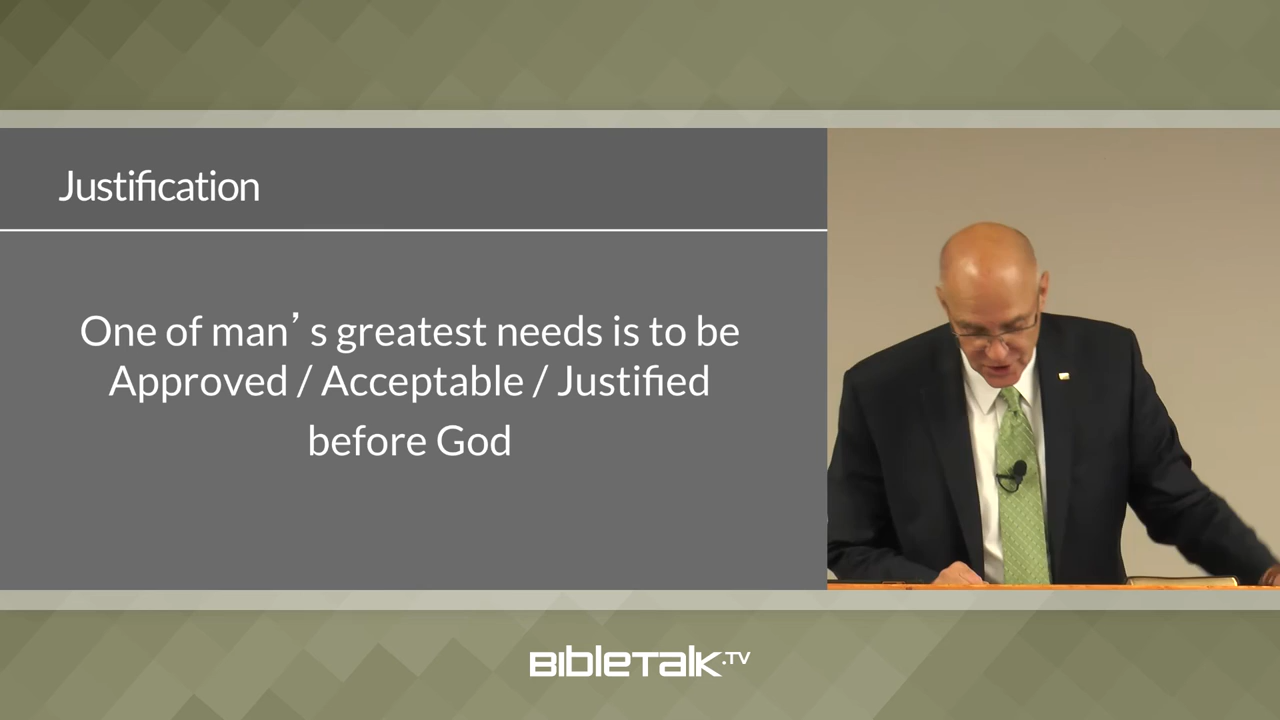 Justification
One of man’ s greatest needs is to be
Approved / Acceptable / Justified
before God
BibleTalk.TV